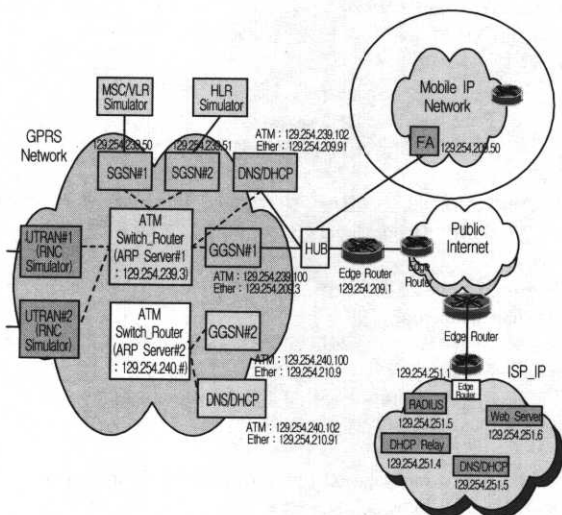 MSC/VLR
Simulator
HLR
Simulator
Mobile IP
Network
GPRS
Network
129.254.239.50
129.254.239.51
ATM : 129.254.239.102
Ether : 129.254.209.91
FA
129.254.209.50
SGSN#1
SGSN#2
DNS/DHCP
UTRAN#1
(RNC
Simulator)
ATM
Switch_Router
(ARP Server#1
: 129.254.239.3)
GGSN#1
HUB
Public
Internet
ATM : 129.254.239.100
Ether : 129.254.209.3
Edge Router
129.254.209.1
Edge
Router
UTRAN#2
(RNC
Simulator)
ATM
Switch_Router
(ARP Server#2
: 129.254.240.#)
GGSN#2
Edge Router
ATM : 129.254.240.100
Ether : 129.254.210.9
129.254.251.1
ISP_IP
Edge
Router
DNS/DHCP
RADIUS
129.254.251.5
Web Server
129.254.251.6
ATM : 129.254.240.102
Ether : 129.254.210.91
DHCP Relay
129.254.251.4
DNS/DHCP
129.254.251.5